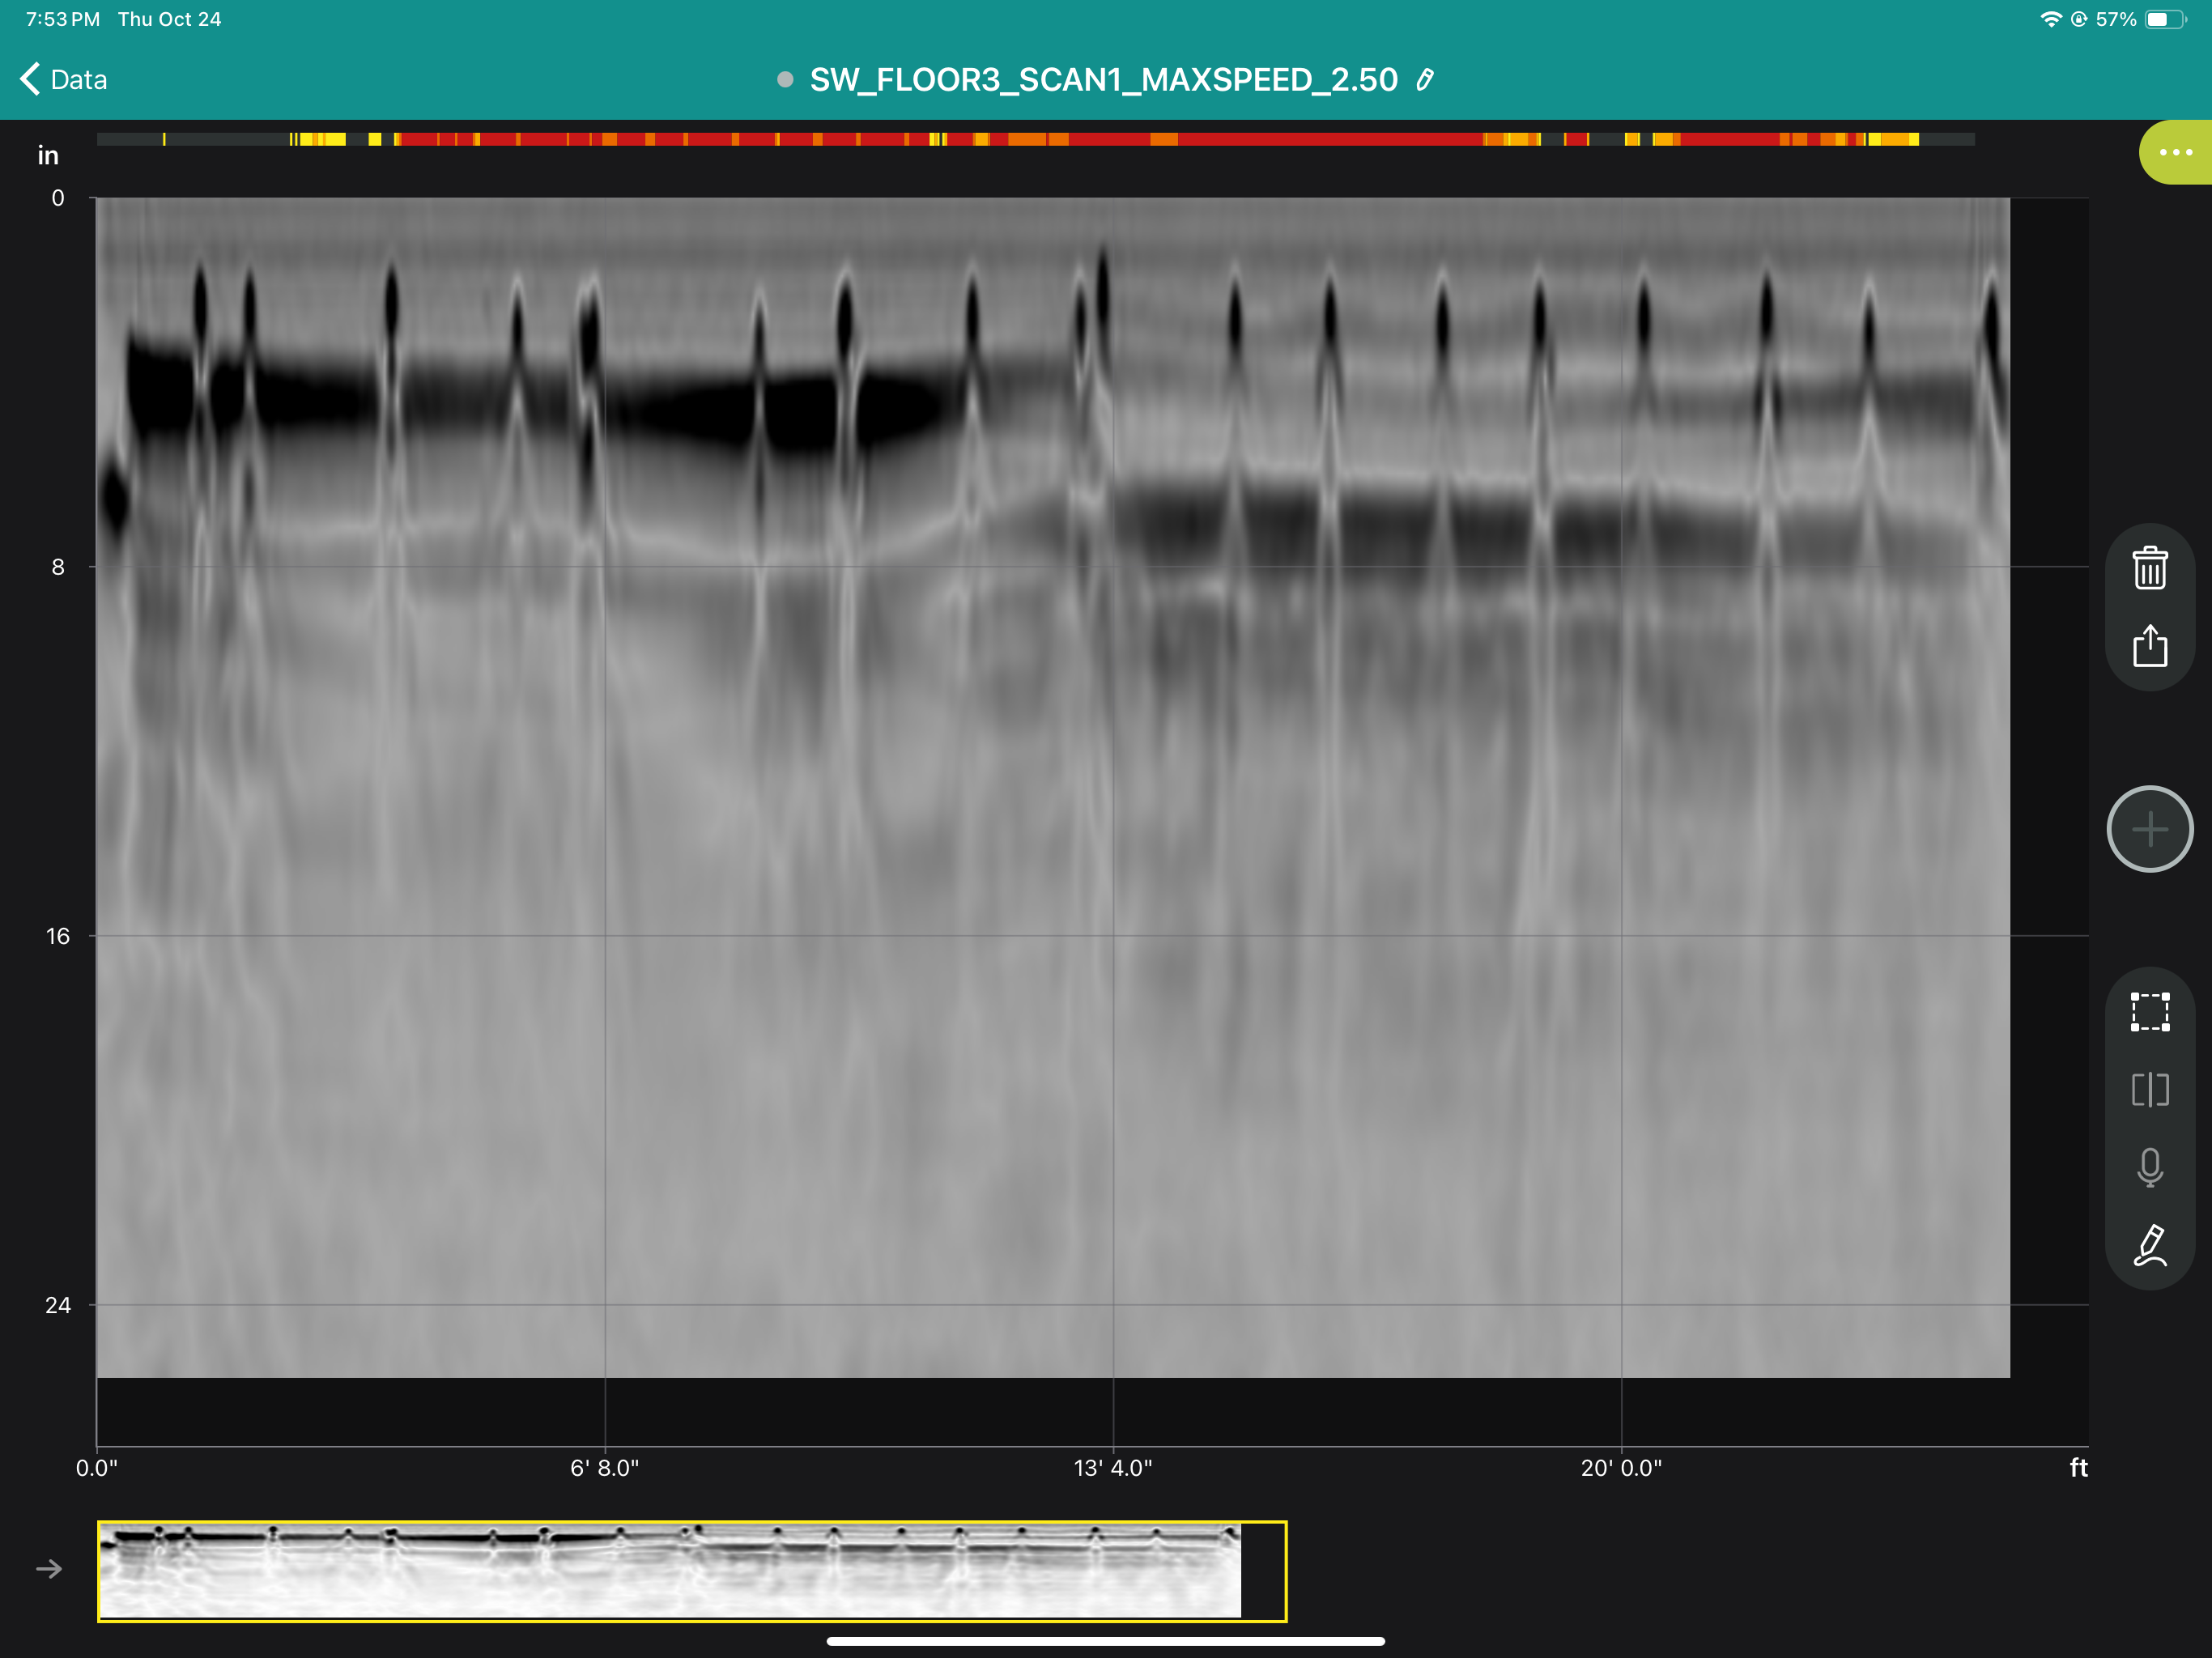 7:53 PM Thu Oct 24
57%
Data
SW_FLOOR3_SCAN1_MAXSPEED_2.50
in
0
8
16
24
0.0" 6' 8.0" 13' 4.0" 20' 0.0" ft